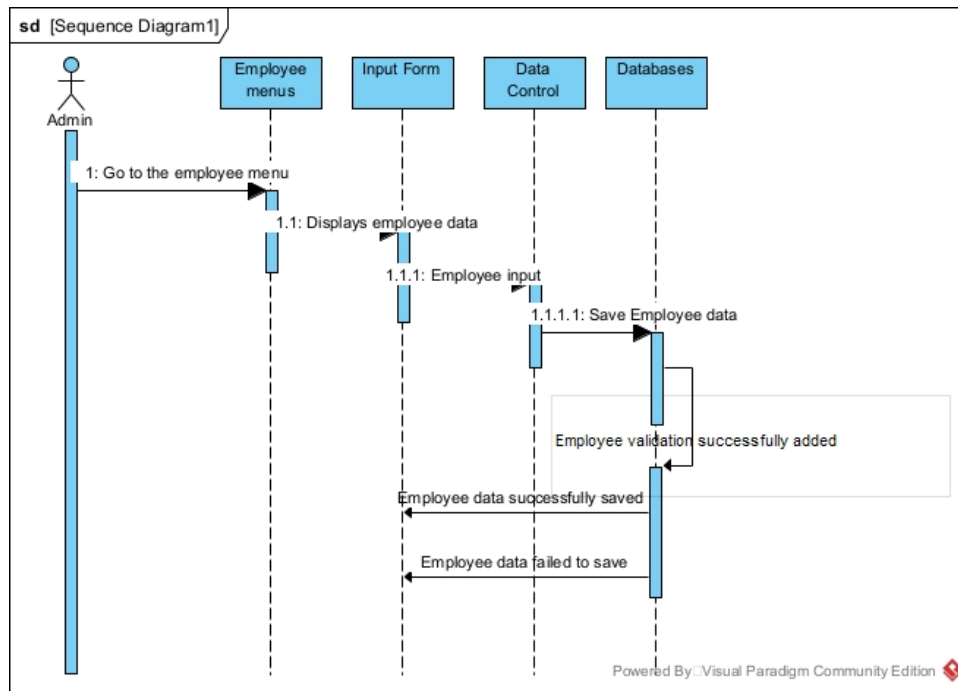 sd [Sequence Diagram1]
Employee
menus
Input Form
Data
Control
Databases
Admin
1: Go to the employee menu
1.1: Displays employee data
1.1.1: Employee input
1.1.1.1: Save Employee data
Employee validation successfully added
Employee data successfully saved
Employee data failed to save
Powered By Visual Paradigm Community Edition